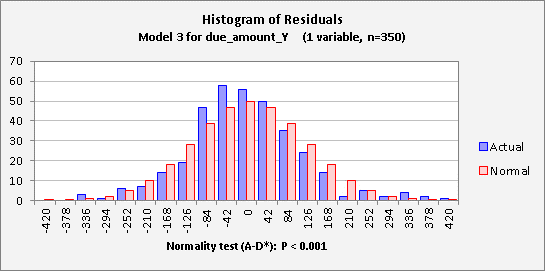 Histogram of Residuals
Model 3 for due_amount_Y (1 variable, n=350)
70
60
50
40
30
20
10
0
-420 -378 -336 -294 -252 -210 -168 -126 -84 -42 0 42 84 126 168 210 252 294 336 378 420
Actual
Normal
Normality test (A-D*): P < 0.001